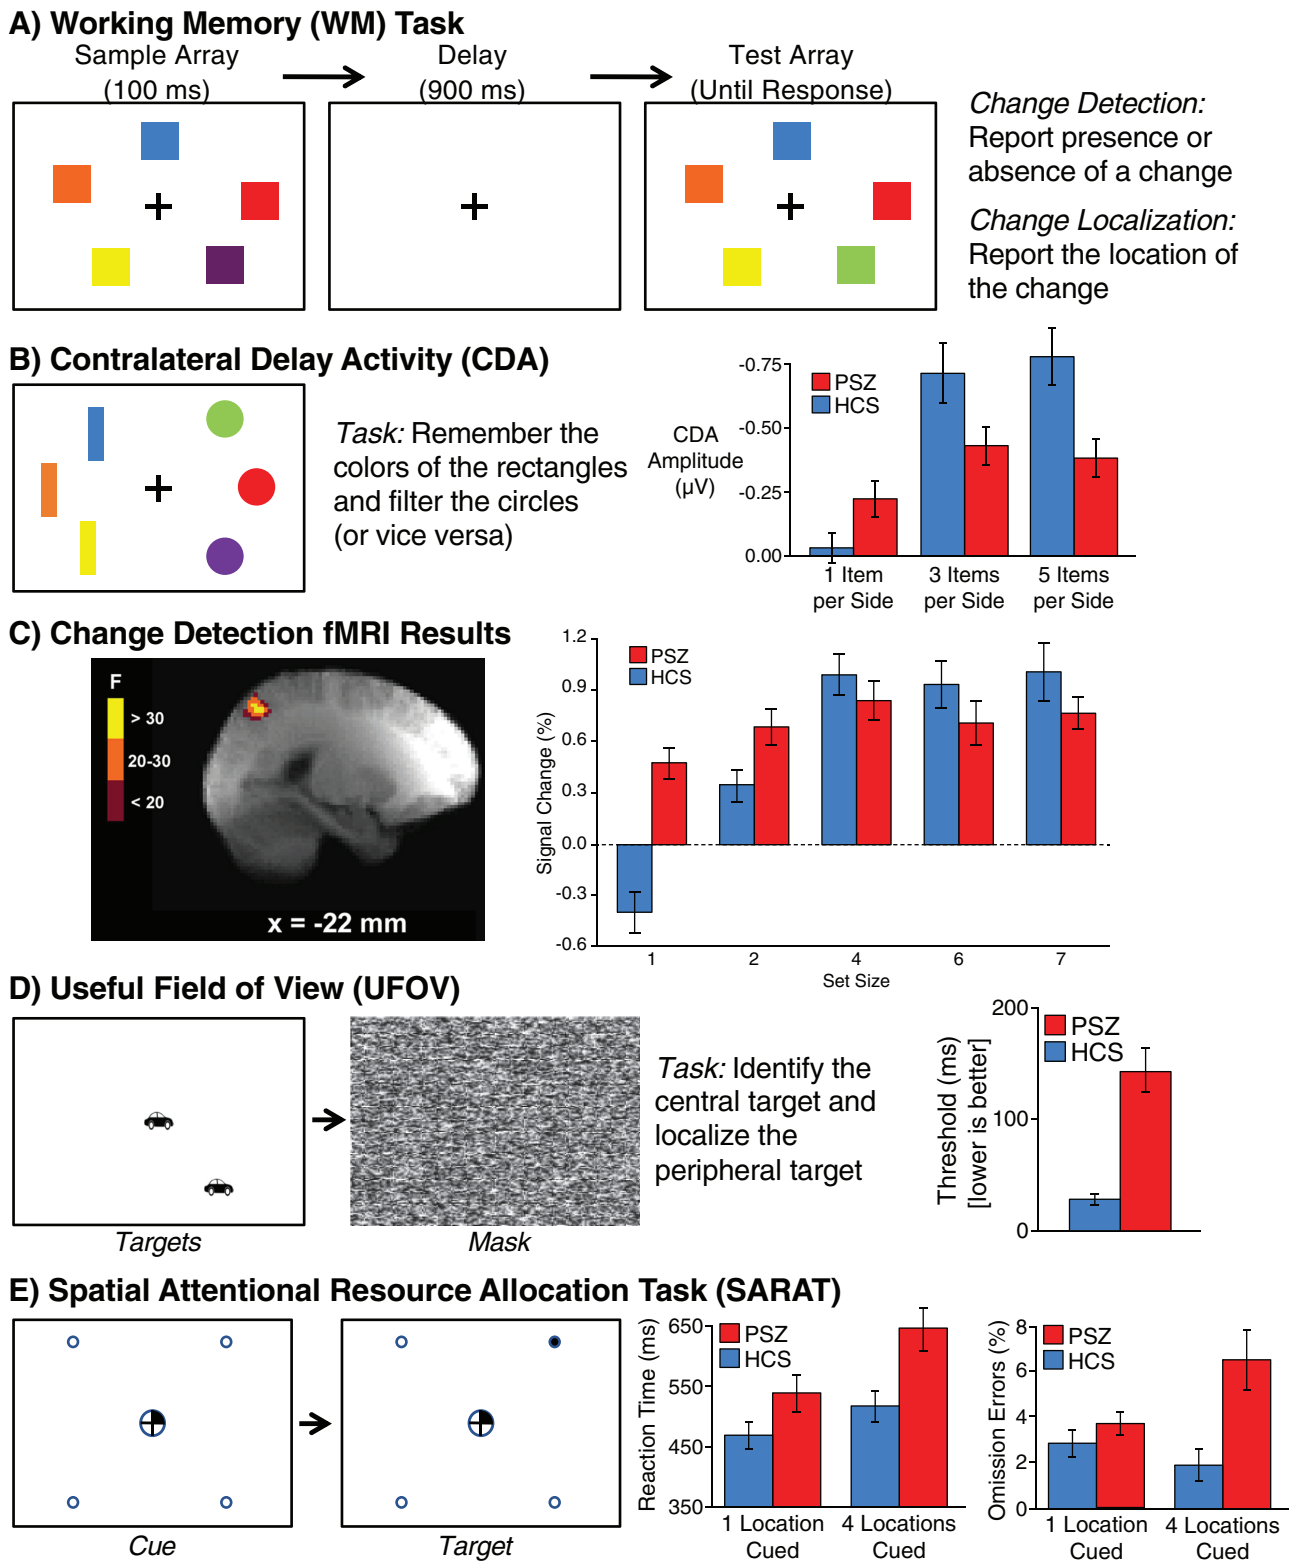 A) Working Memory (WM) Task
Sample Array
(100 ms)
Delay
(900 ms)
Test Array
(Until Response)
Change Detection:
Report presence or
absence of a change
Change Localization:
Report the location of
the change
B) Contralateral Delay Activity (CDA)
Task: Remember the
colors of the rectangles
and filter the circles
(or vice versa)
CDA
Amplitude
(µV)
-0.75
-0.50
-0.25
0.00
PSZ
HCS
1 Item
per Side
3 Items
per Side
5 Items
per Side
C) Change Detection fMRI Results
F
> 30
20-30
< 20
x = -22 mm
Signal Change (%)
1.2
0.9
0.6
0.3
0.0
-0.3
-0.6
PSZ
HCS
1
2
4
6
7
Set Size
D) Useful Field of View (UFOV)
Targets
Mask
Task: Identify the
central target and
localize the
peripheral target
Threshold (ms)
[lower is better]
200
100
0
PSZ
HCS
E) Spatial Attentional Resource Allocation Task (SARAT)
Cue
Target
Reaction Time (ms)
650
550
450
350
PSZ
HCS
1 Location
Cued
4 Locations
Cued
Omission Errors (%)
8
6
4
2
0
PSZ
HCS
1 Location
Cued
4 Locations
Cued